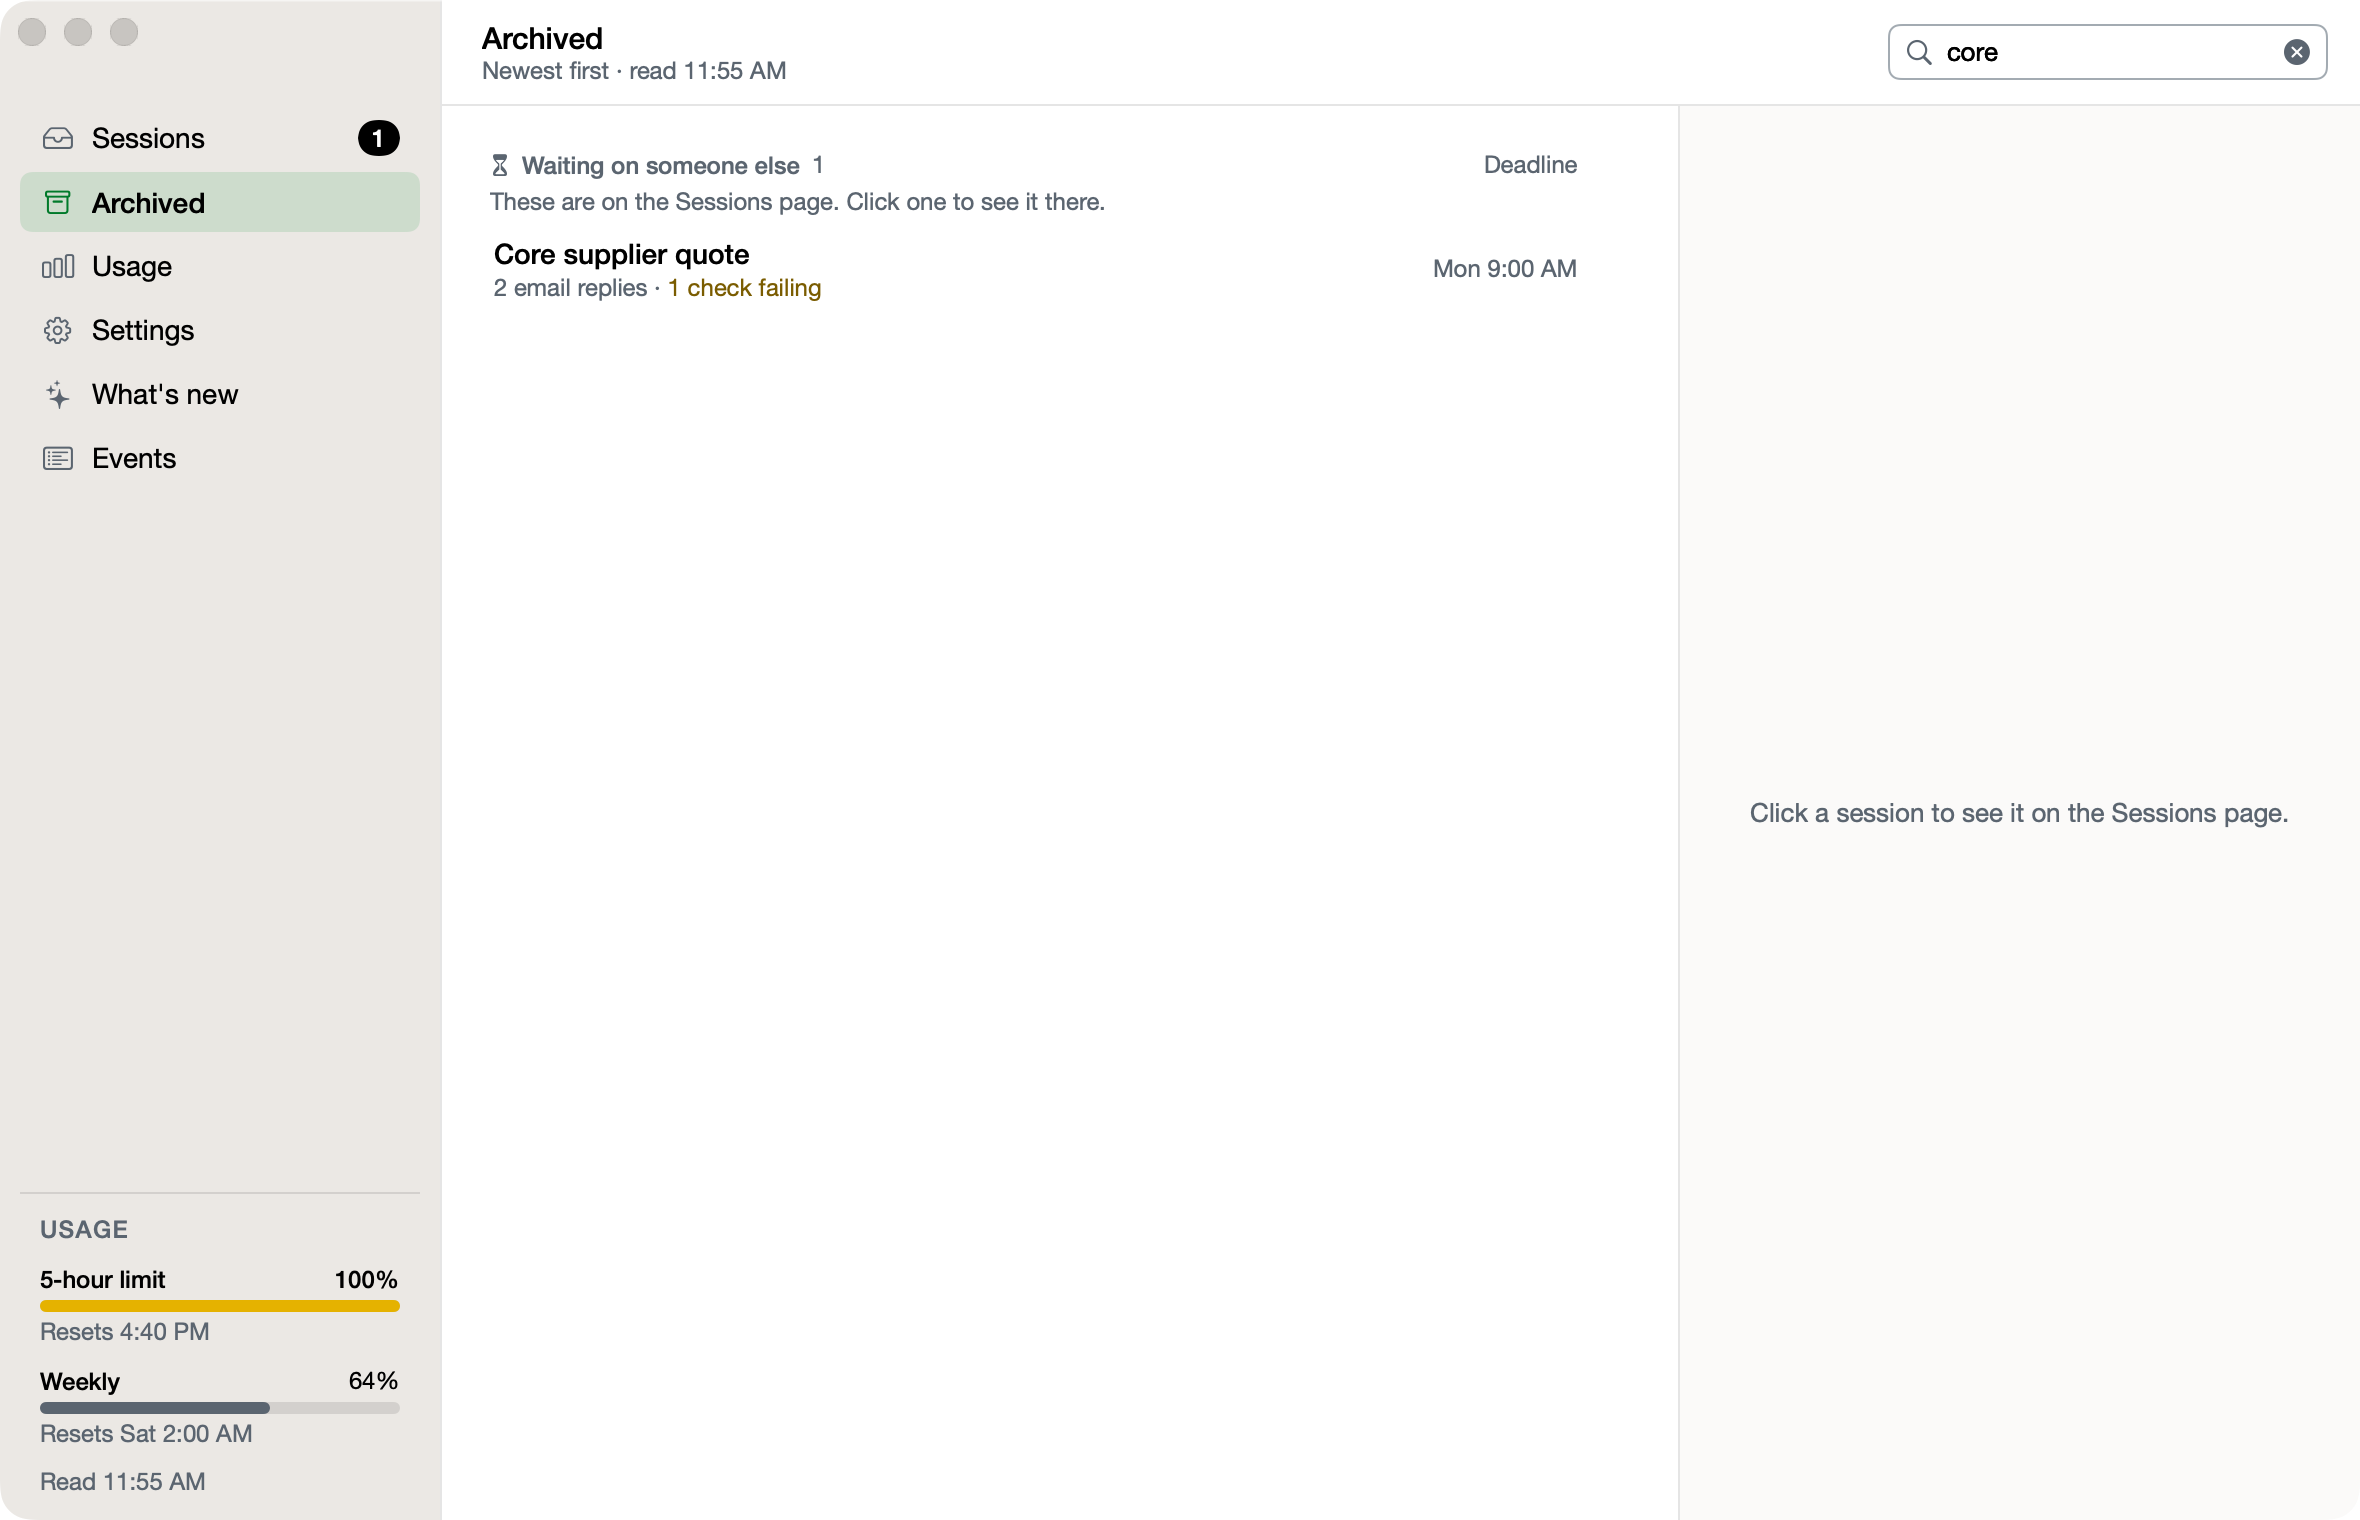 Sessions 1
Archived
Usage
Settings
What's new
Events
USAGE
5-hour limit 100%
Resets 4:40 PM
Weekly 64%
Resets Sat 2:00 AM
Read 11:55 AM
Archived
Newest first · read 11:55 AM
core
Waiting on someone else 1 Deadline
These are on the Sessions page. Click one to see it there.
Core supplier quote
2 email replies · 1 check failing
Mon 9:00 AM
Click a session to see it on the Sessions page.